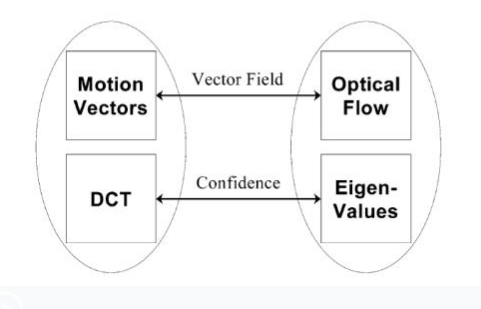 Motion
Vectors
Vector Field
Optical
Flow
DCT
Confidence
Eigen-
Values